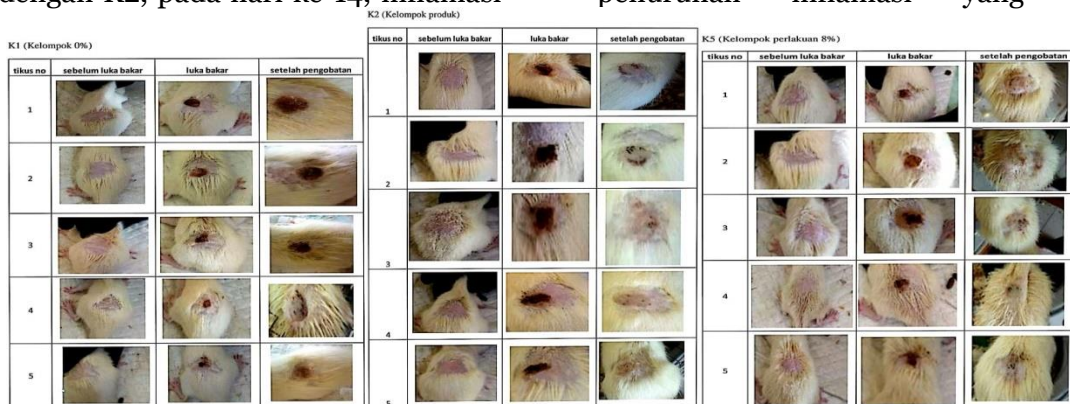 dengan K2, pada hari ke-14, inflamasi
penurunan inflamasi yang
K1 (Kelompok 0%)
tikus no sebelum luka bakar luka bakar setelah pengobatan
1
2
3
4
5
K2 (Kelompok produk)
tikus no sebelum luka bakar luka bakar setelah pengobatan
1
2
3
4
5
K5 (Kelompok perlakuan 8%)
tikus no sebelum luka bakar luka bakar setelah pengobatan
1
2
3
4
5